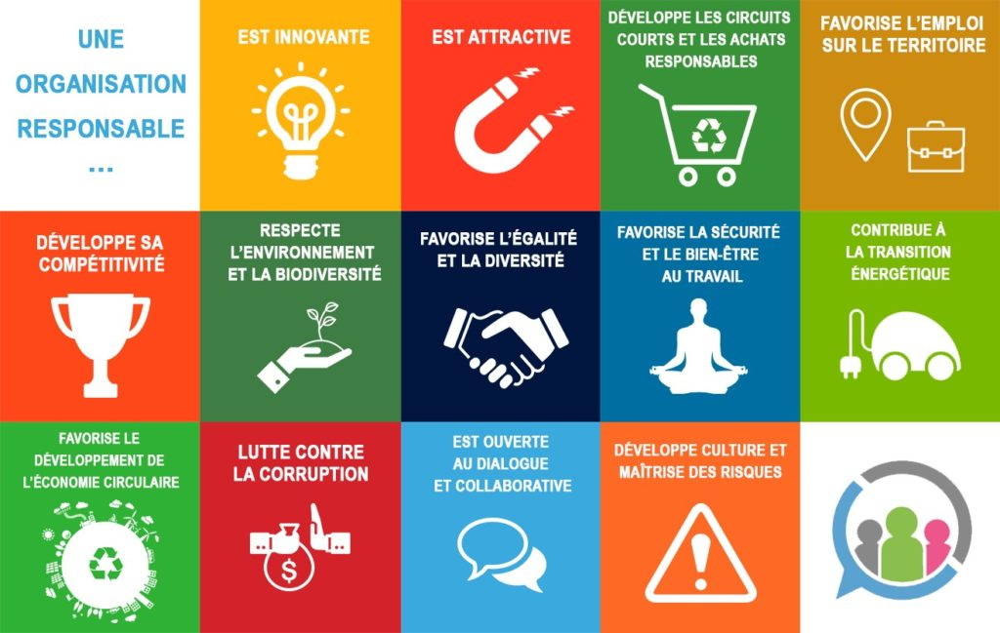 UNE
ORGANISATION
RESPONSABLE
...
EST INNOVANTE
EST ATTRACTIVE
DÉVELOPPE LES CIRCUITS
COURTS ET LES ACHATS
RESPONSABLES
FAVORISE L'EMPLOI
SUR LE TERRITOIRE
DÉVELOPPE SA
COMPÉTITIVITÉ
RESPECTE
L'ENVIRONNEMENT
ET LA BIODIVERSITÉ
FAVORISE L'ÉGALITÉ
ET LA DIVERSITÉ
FAVORISE LA SÉCURITÉ
ET LE BIEN-ÊTRE
AU TRAVAIL
CONTRIBUE À
LA TRANSITION
ÉNERGÉTIQUE
FAVORISE LE
DÉVELOPPEMENT DE
L'ÉCONOMIE CIRCULAIRE
LUTTE CONTRE
LA CORRUPTION
$
EST OUVERTE
AU DIALOGUE
ET COLLABORATIVE
DÉVELOPPE CULTURE ET
MAÎTRISE DES RISQUES
!